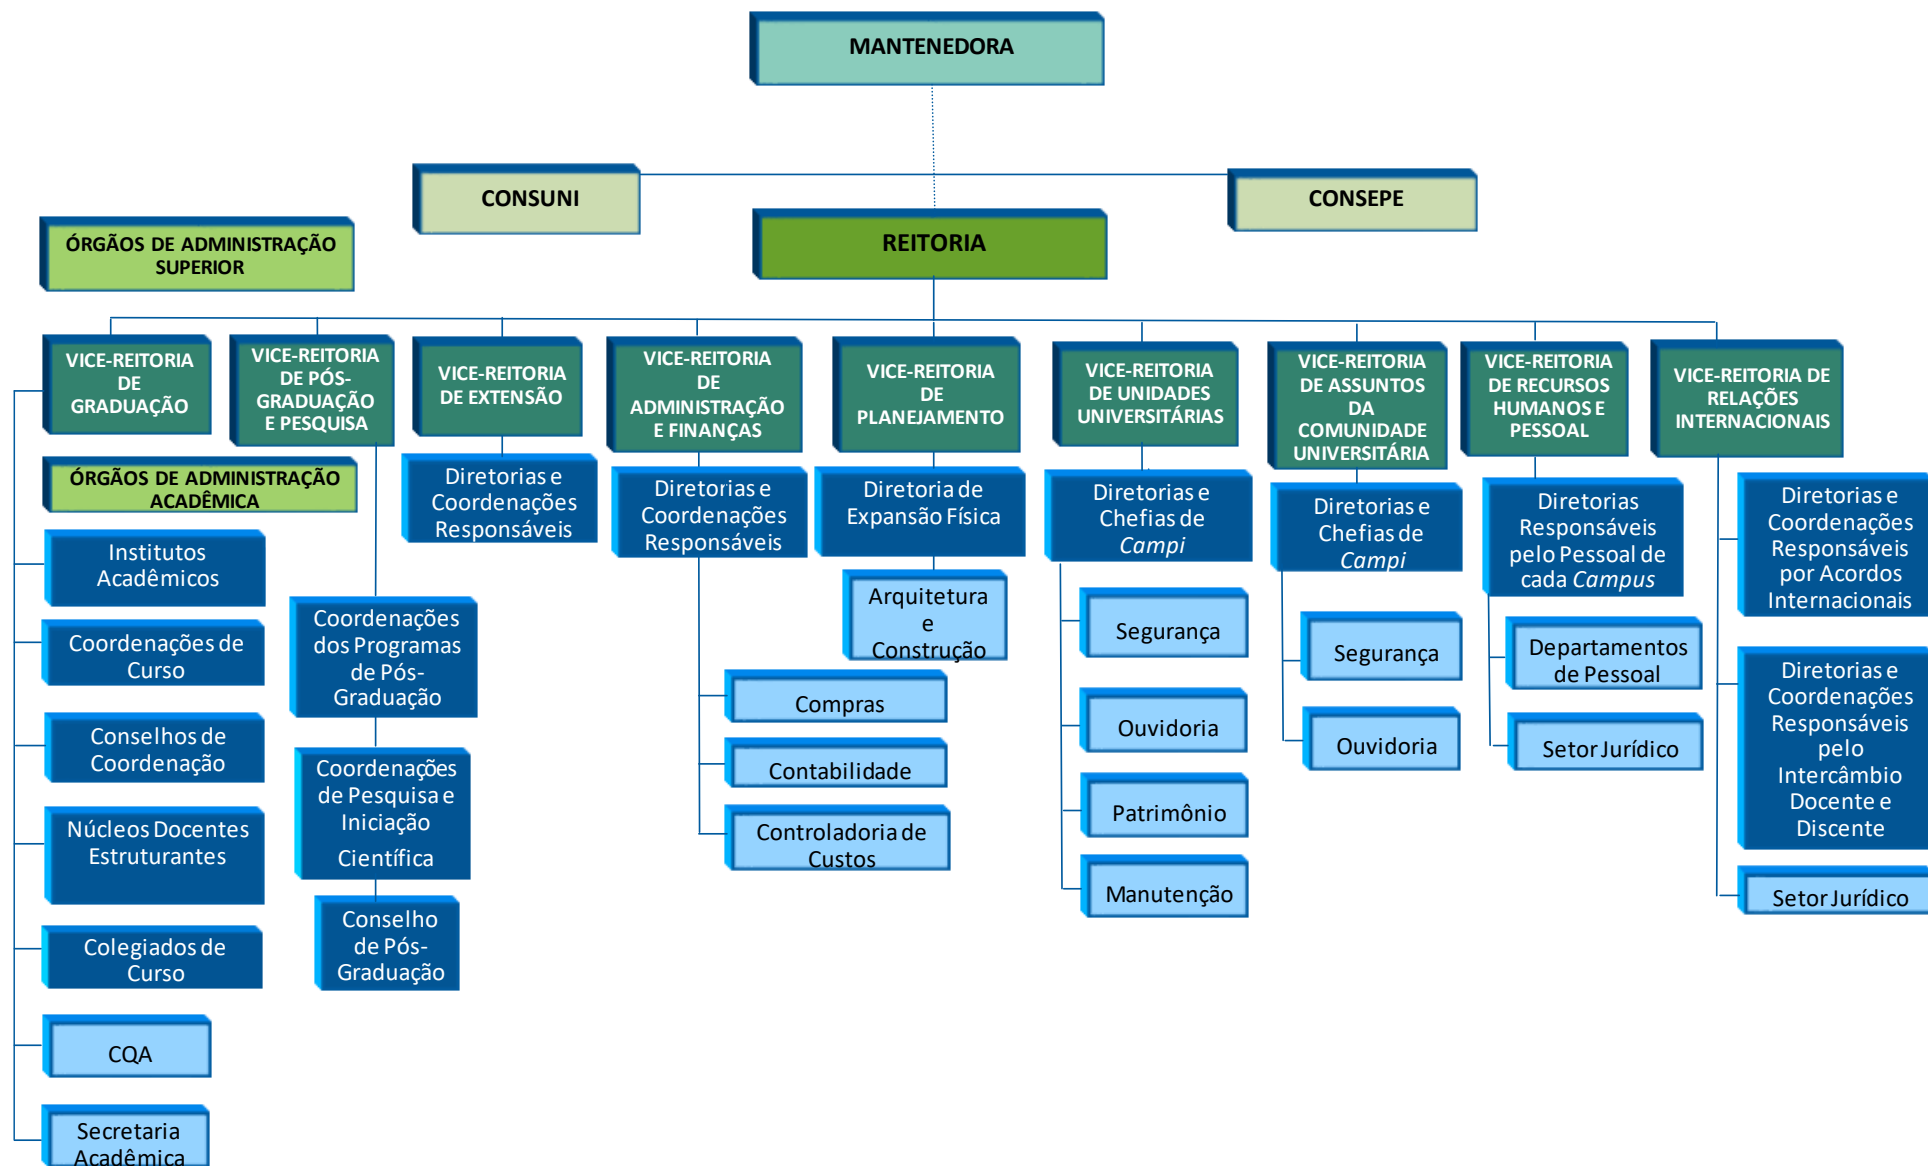 MANTENEDORA
CONSUNI
CONSEPE
REITORIA
ÓRGÃOS DE ADMINISTRAÇÃO
SUPERIOR
VICE-REITORIA
DE
GRADUAÇÃO
VICE-REITORIA
DE PÓS-
GRADUAÇÃO
E PESQUISA
VICE-REITORIA
DE EXTENSÃO
VICE-REITORIA
DE
ADMINISTRAÇÃO
E FINANÇAS
VICE-REITORIA
DE
PLANEJAMENTO
VICE-REITORIA
DE UNIDADES
UNIVERSITÁRIAS
VICE-REITORIA
DE ASSUNTOS
DA
COMUNIDADE
UNIVERSITÁRIA
VICE-REITORIA
DE RECURSOS
HUMANOS E
PESSOAL
VICE-REITORIA DE
RELAÇÕES
INTERNACIONAIS
ÓRGÃOS DE ADMINISTRAÇÃO
ACADÊMICA
Institutos
Acadêmicos
Coordenações de
Curso
Conselhos de
Coordenação
Núcleos Docentes
Estruturantes
Colegiados de
Curso
CQA
Secretaria
Acadêmica
Coordenações
dos Programas
de Pós-
Graduação
Coordenações
de Pesquisa e
Iniciação
Científica
Conselho
de Pós-
Graduação
Diretorias e
Coordenações
Responsáveis
Diretorias e
Coordenações
Responsáveis
Compras
Contabilidade
Controladoria de
Custos
Diretoria de
Expansão Física
Arquitetura
e
Construção
Diretorias e
Chefias de
Campi
Segurança
Ouvidoria
Patrimônio
Manutenção
Diretorias e
Chefias de
Campi
Segurança
Ouvidoria
Diretorias
Responsáveis
pelo Pessoal de
cada Campus
Departamentos
de Pessoal
Setor Jurídico
Diretorias e
Coordenações
Responsáveis
por Acordos
Internacionais
Diretorias e
Coordenações
Responsáveis
pelo
Intercâmbio
Docente e
Discente
Setor Jurídico